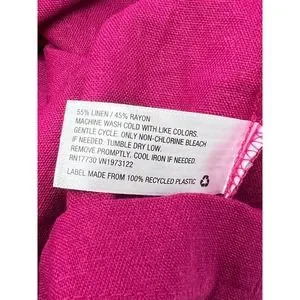 55% LINEN / 45% RAYON
MACHINE WASH COLD WITH LIKE COLORS.
GENTLE CYCLE. ONLY NON-CHLORINE BLEACH
IF NEEDED. TUMBLE DRY LOW.
REMOVE PROMPTLY. COOL IRON IF NEEDED.
RN17730 VN1973122
LABEL MADE FROM 100% RECYCLED PLASTIC